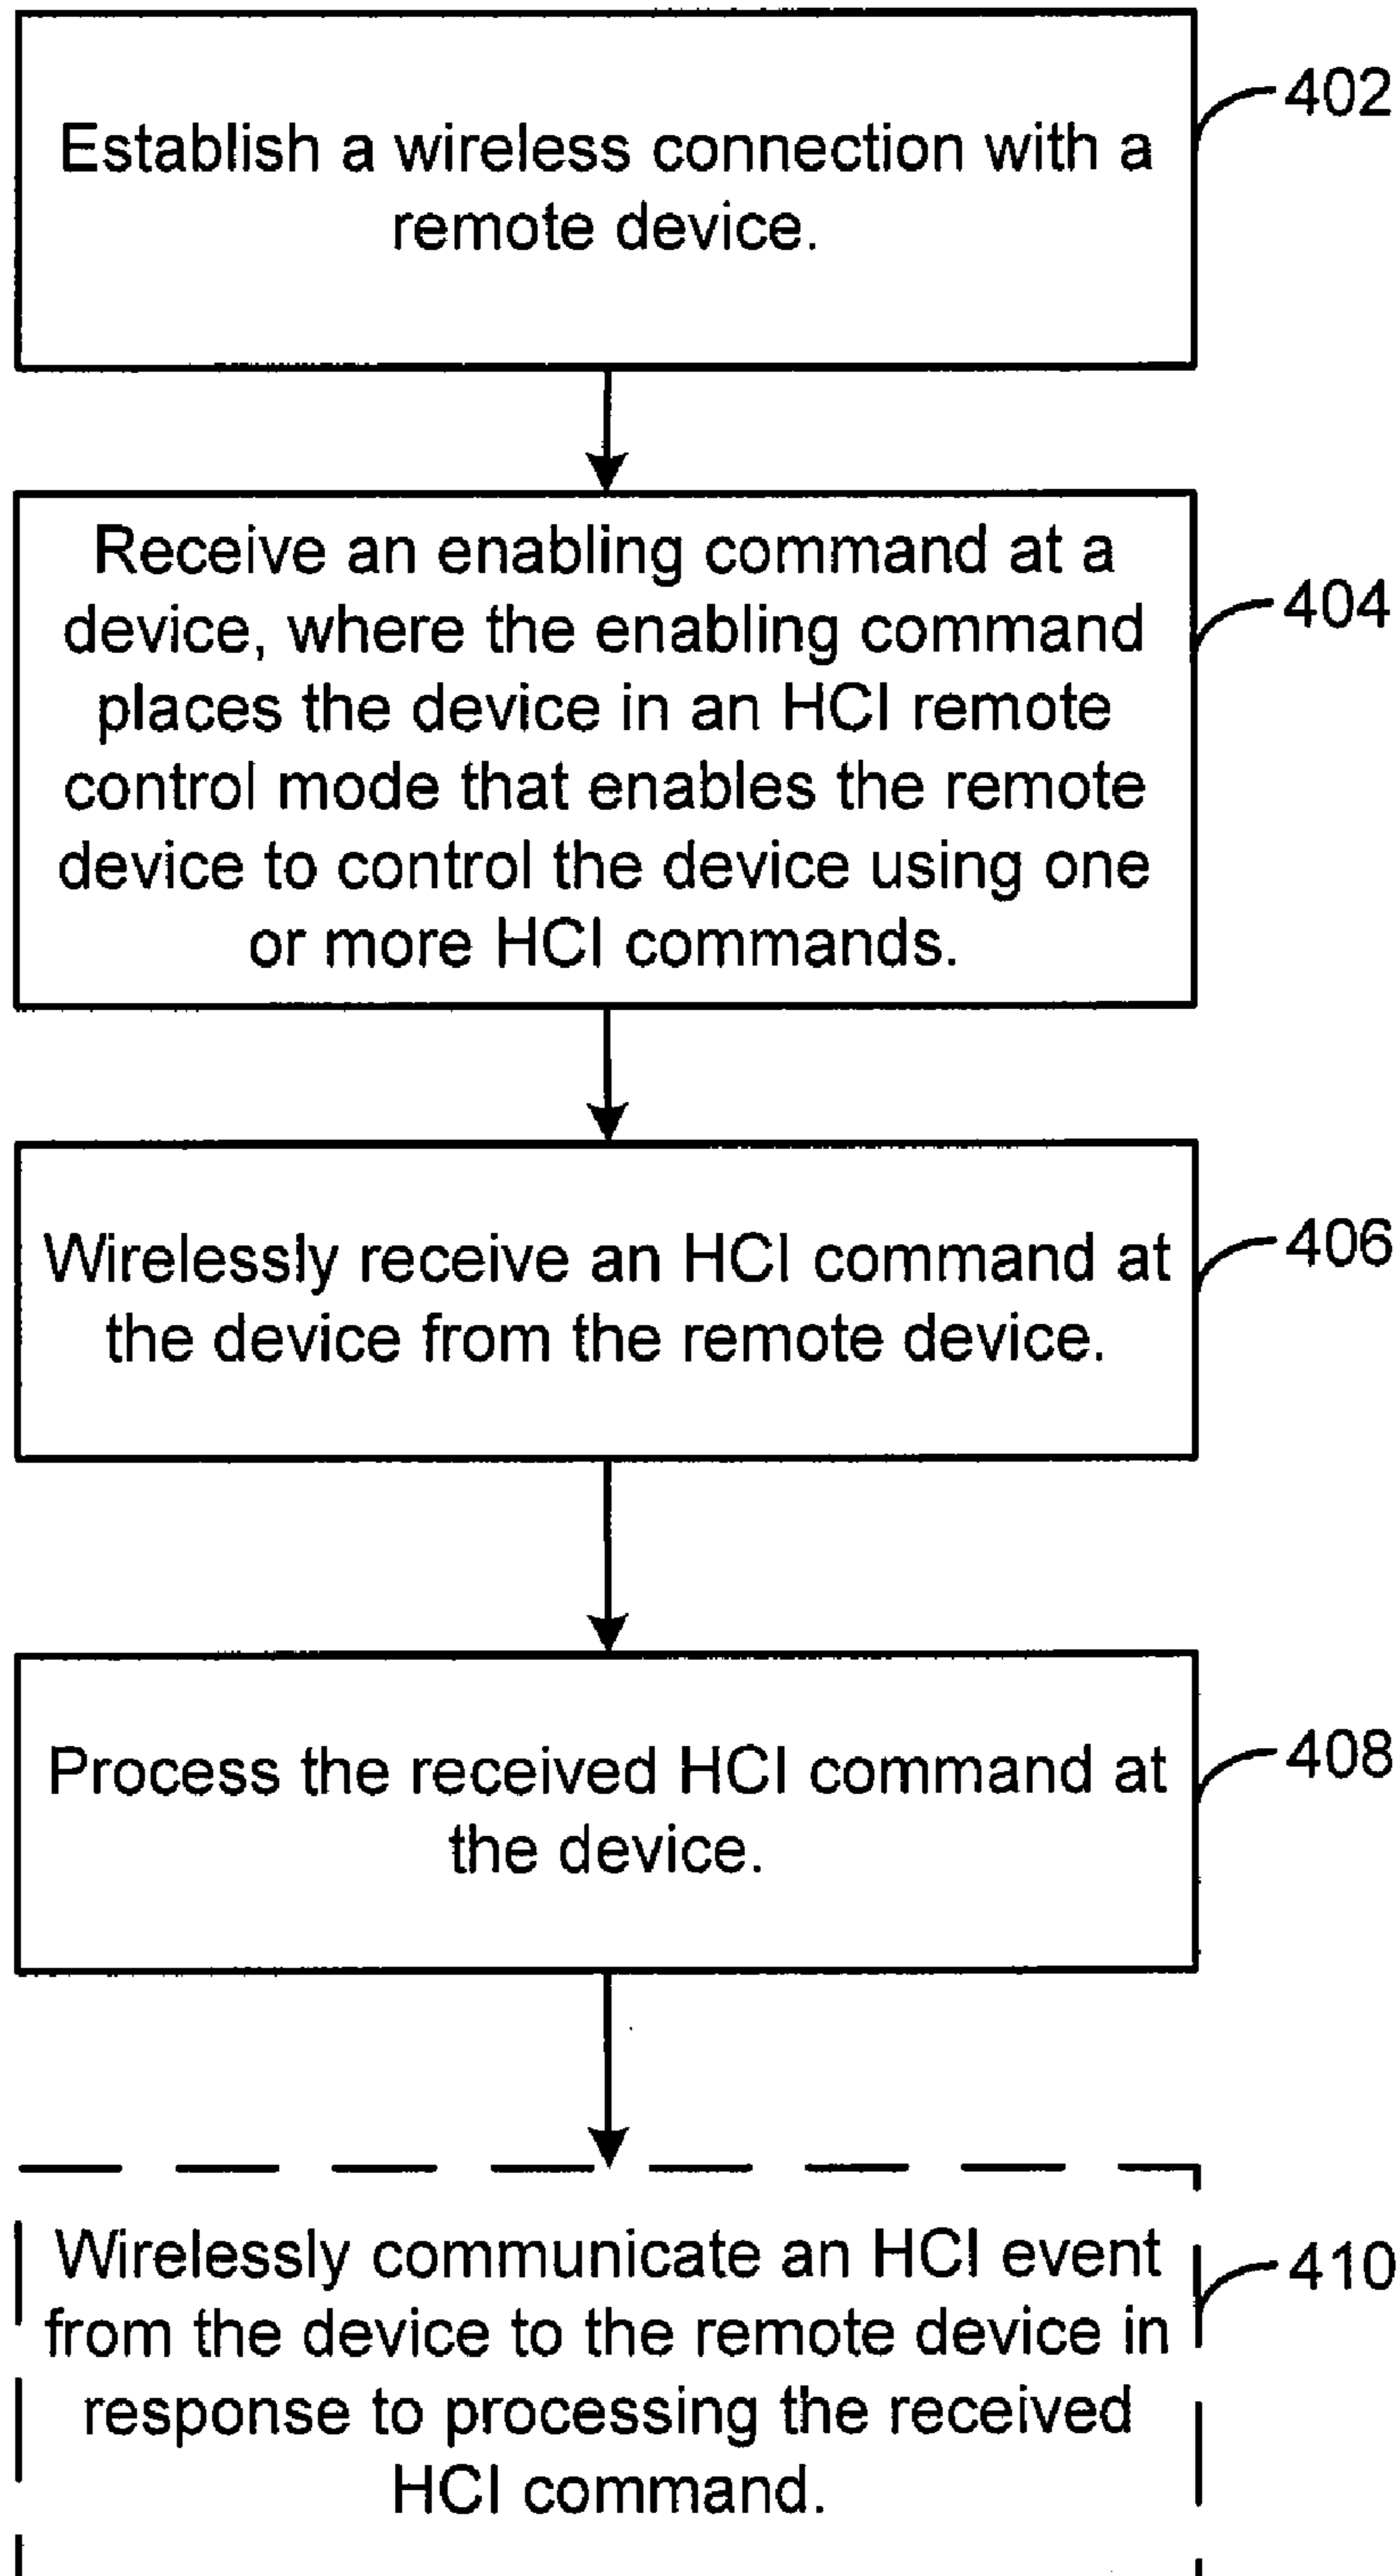 Establish a wireless connection with a
remote device.
402
Receive an enabling command at a
device, where the enabling command
places the device in an HCI remote
control mode that enables the remote
device to control the device using one
or more HCI commands.
404
Wirelessly receive an HCI command at
the device from the remote device.
406
Process the received HCI command at
the device.
408
Wirelessly communicate an HCI event
from the device to the remote device in
response to processing the received
HCI command.
410